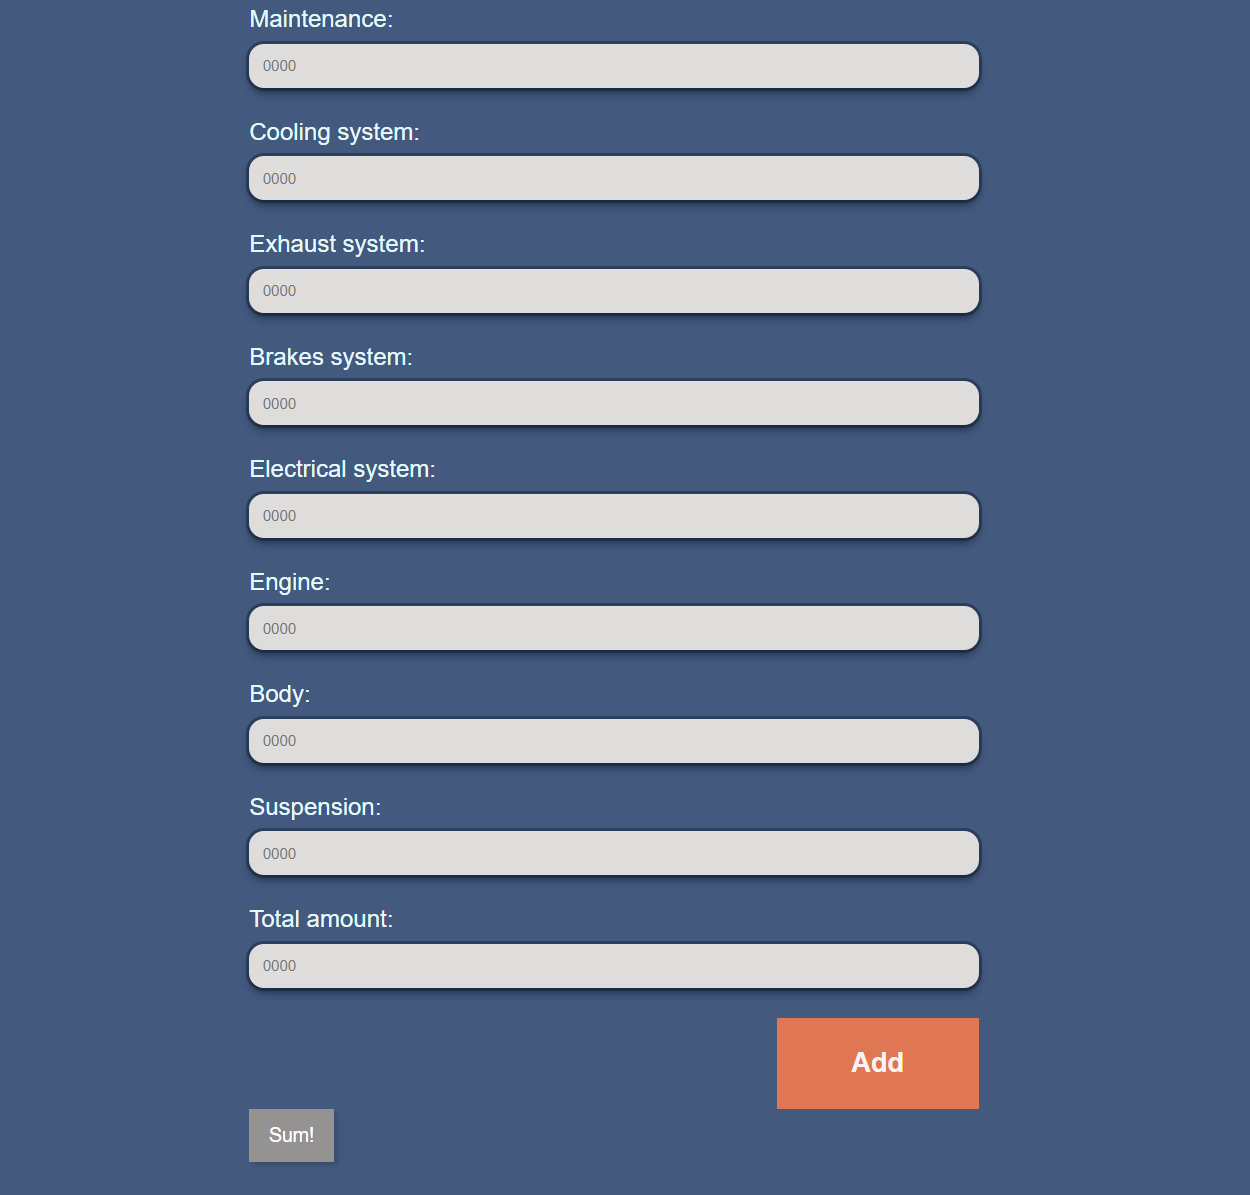 Maintenance:
0000
Cooling system:
0000
Exhaust system:
0000
Brakes system:
0000
Electrical system:
0000
Engine:
0000
Body:
0000
Suspension:
0000
Total amount:
0000
Add
Sum!